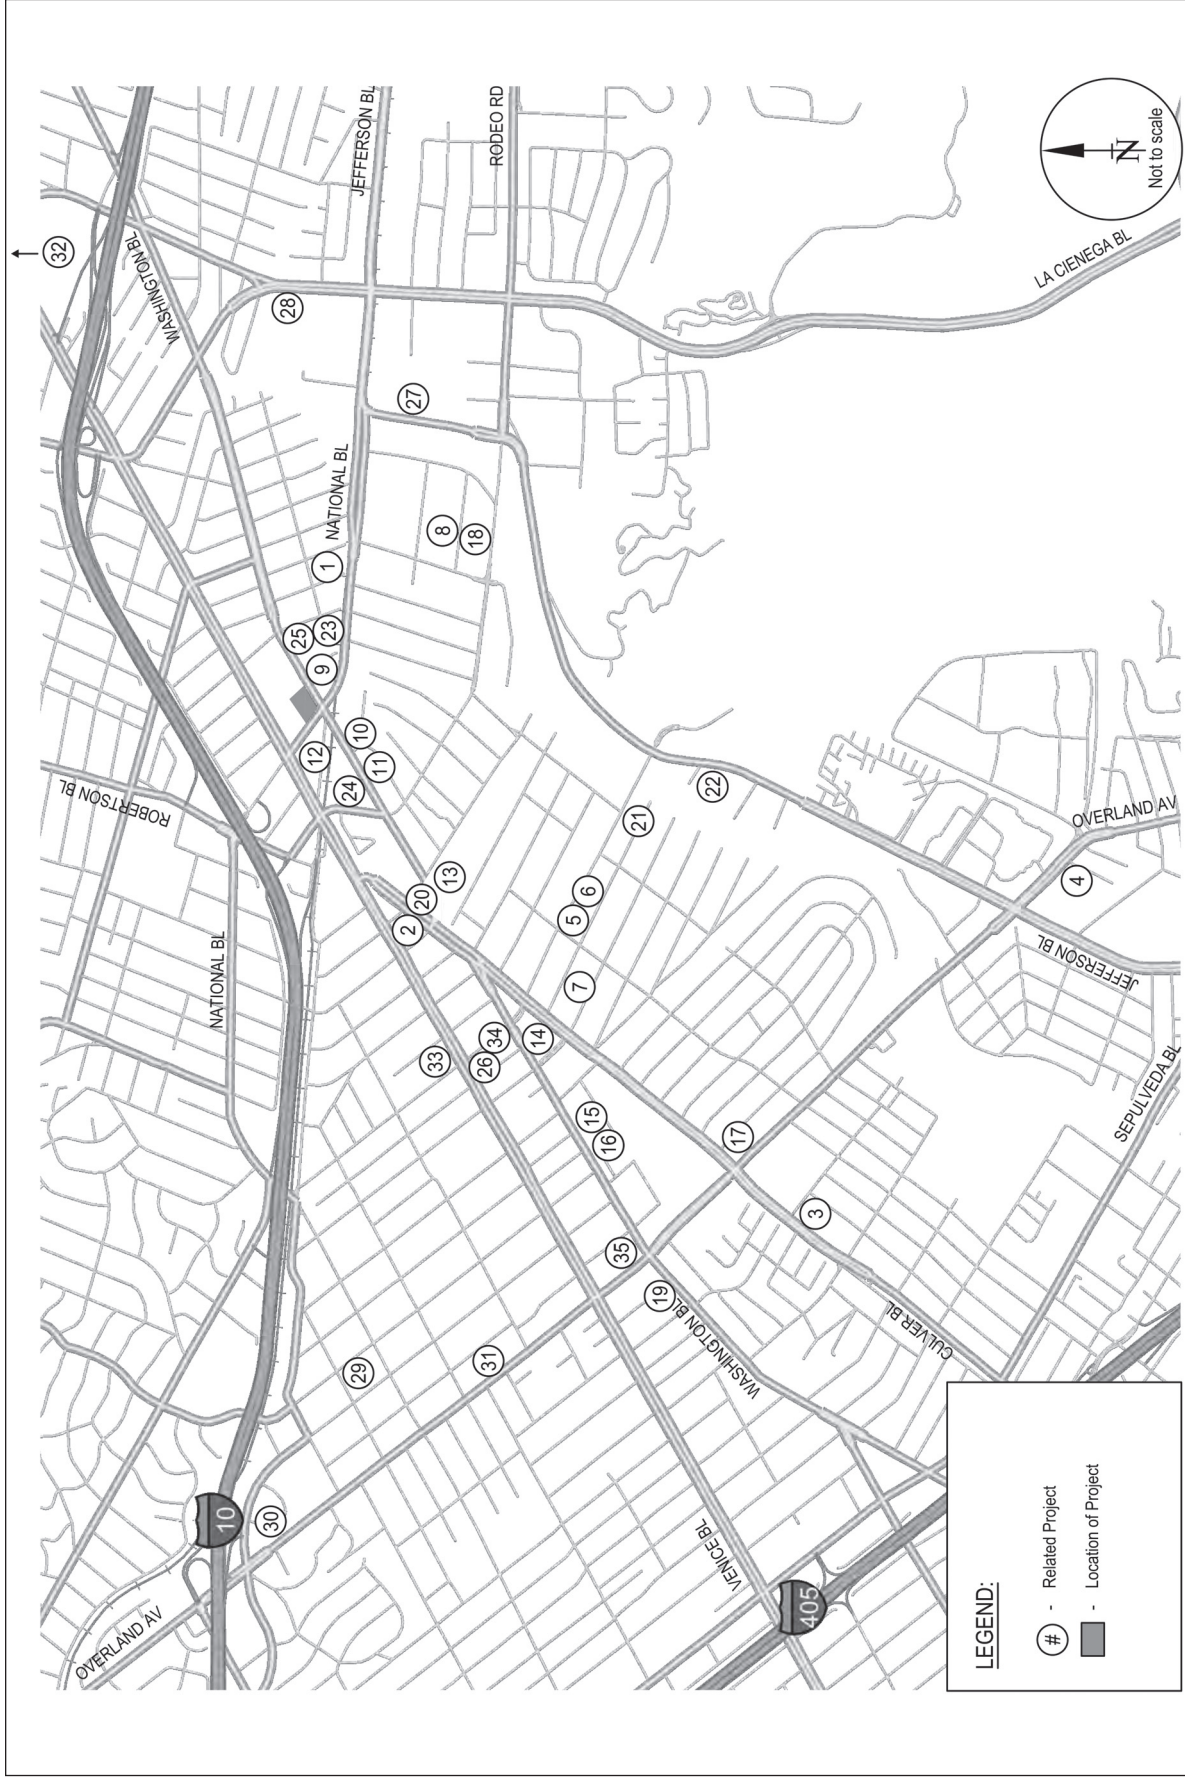 32
WASHINGTON BL
28
JEFFERSON BL
RODEO RD
N
Not to scale
LA CIENEGA BL
27
NATIONAL BL
1
8
18
25
23
9
12
10
11
24
ROBERTSON BL
22
21
OVERLAND AV
4
13
20
2
6
5
7
NATIONAL BL
JEFFERSON BL
33
26
34
14
15
16
17
3
SEPULVEDA BL
35
19
WASHINGTON BL
CULVER BL
29
31
30
10
OVERLAND AV
VENICE BL
405
LEGEND:
# - Related Project
- Location of Project